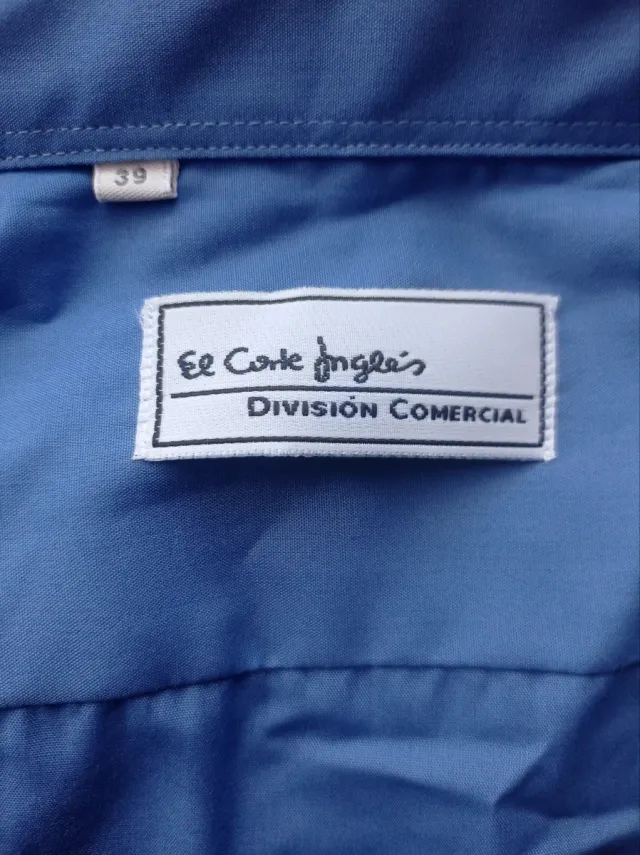 39
El Corte Inglés
DIVISIÓN COMERCIAL